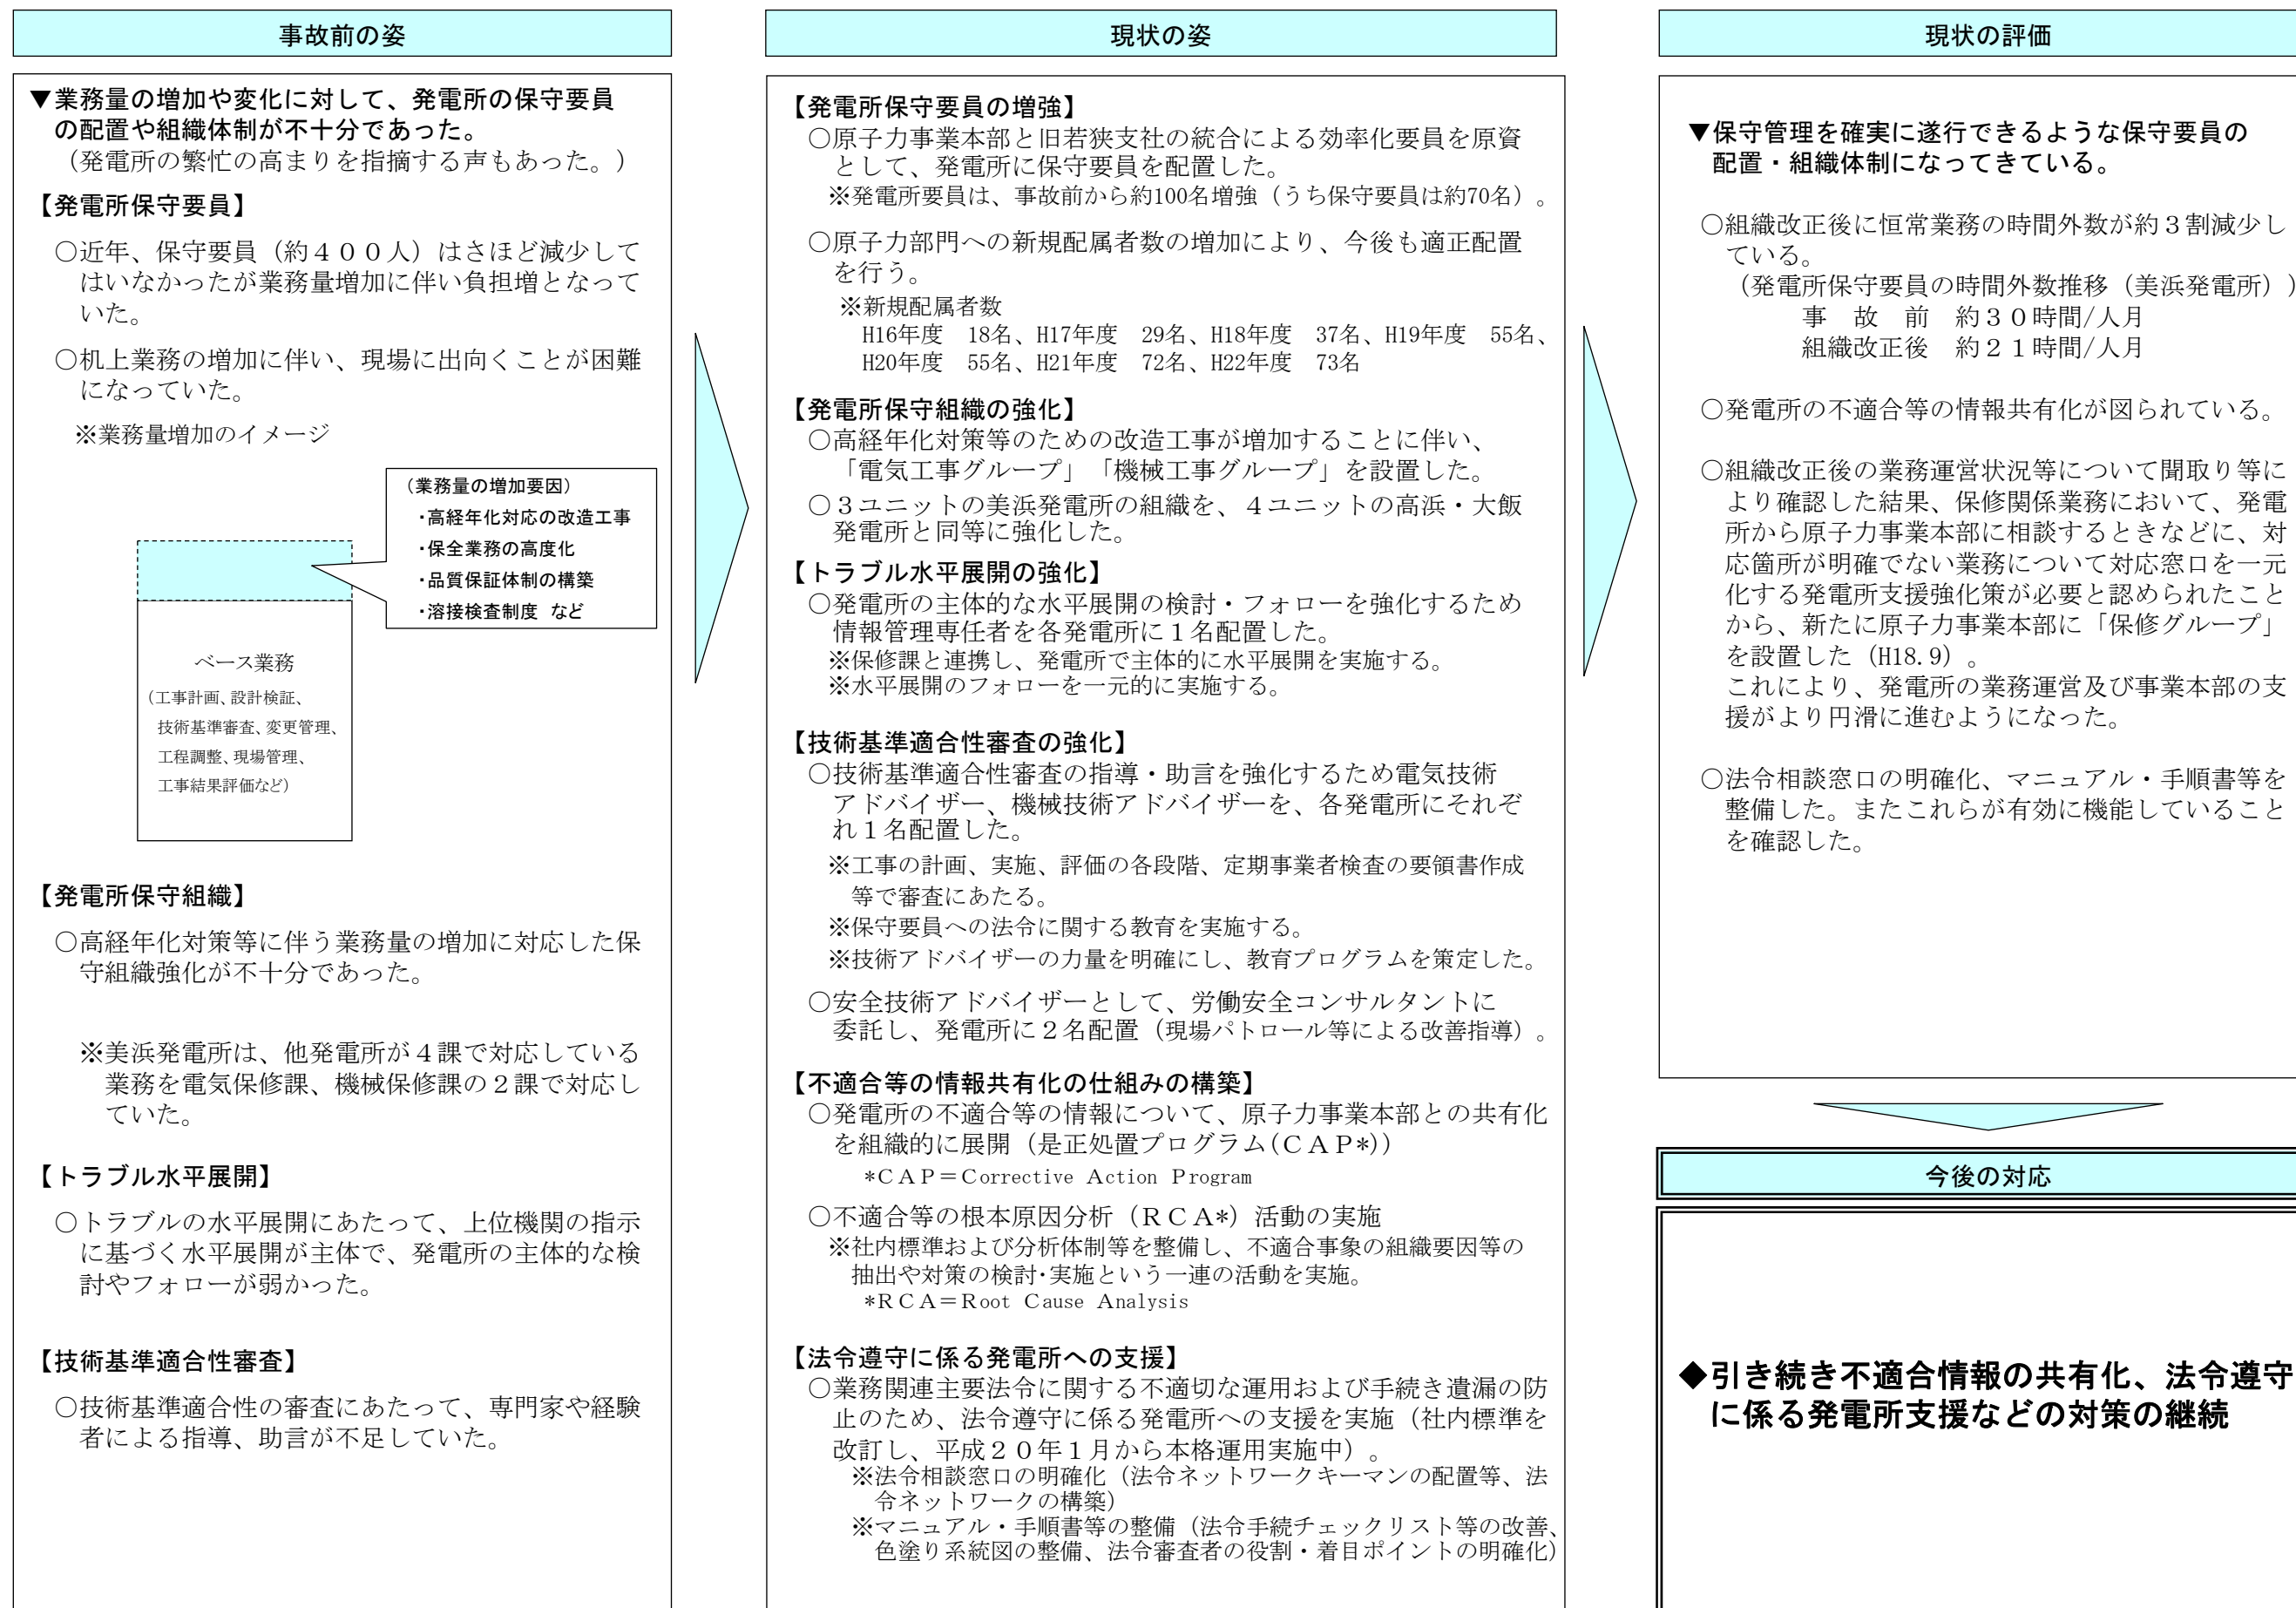 事故前の姿
▼業務量の増加や変化に対して、発電所の保守要員
の配置や組織体制が不十分であった。
（発電所の繁忙の高まりを指摘する声もあった。）
【発電所保守要員】
○近年、保守要員（約４００人）はさほど減少して
はいなかったが業務量増加に伴い負担増となって
いた。
○机上業務の増加に伴い、現場に出向くことが困難
になっていた。
※業務量増加のイメージ
（業務量の増加要因）
・高経年化対応の改造工事
・保全業務の高度化
・品質保証体制の構築
・溶接検査制度 など
ベース業務
（工事計画、設計検証、
技術基準審査、変更管理、
工程調整、現場管理、
工事結果評価など）
【発電所保守組織】
○高経年化対策等に伴う業務量の増加に対応した保
守組織強化が不十分であった。
※美浜発電所は、他発電所が４課で対応している
業務を電気保修課、機械保修課の２課で対応し
ていた。
【トラブル水平展開】
○トラブルの水平展開にあたって、上位機関の指示
に基づく水平展開が主体で、発電所の主体的な検
討やフォローが弱かった。
【技術基準適合性審査】
○技術基準適合性の審査にあたって、専門家や経験
者による指導、助言が不足していた。
現状の姿
【発電所保守要員の増強】
○原子力事業本部と旧若狭支社の統合による効率化要員を原資
として、発電所に保守要員を配置した。
※発電所要員は、事故前から約100名増強（うち保守要員は約70名）。
○原子力部門への新規配属者数の増加により、今後も適正配置
を行う。
※新規配属者数
H16年度　18名、H17年度　29名、H18年度　37名、H19年度　55名、
H20年度　55名、H21年度　72名、H22年度　73名
【発電所保守組織の強化】
○高経年化対策等のための改造工事が増加することに伴い、
「電気工事グループ」「機械工事グループ」を設置した。
○３ユニットの美浜発電所の組織を、４ユニットの高浜・大飯
発電所と同等に強化した。
【トラブル水平展開の強化】
○発電所の主体的な水平展開の検討・フォローを強化するため
情報管理専任者を各発電所に１名配置した。
※保修課と連携し、発電所で主体的に水平展開を実施する。
※水平展開のフォローを一元的に実施する。
【技術基準適合性審査の強化】
○技術基準適合性審査の指導・助言を強化するため電気技術
アドバイザー、機械技術アドバイザーを、各発電所にそれぞ
れ１名配置した。
※工事の計画、実施、評価の各段階、定期事業者検査の要領書作成
等で審査にあたる。
※保守要員への法令に関する教育を実施する。
※技術アドバイザーの力量を明確にし、教育プログラムを策定した。
○安全技術アドバイザーとして、労働安全コンサルタントに
委託し、発電所に２名配置（現場パトロール等による改善指導）。
【不適合等の情報共有化の仕組みの構築】
○発電所の不適合等の情報について、原子力事業本部との共有化
を組織的に展開（是正処置プログラム(ＣＡＰ*)）
*ＣＡＰ＝Ｃorrective Ａction Ｐrogram
○不適合等の根本原因分析（ＲＣＡ*）活動の実施
※社内標準および分析体制等を整備し、不適合事象の組織要因等の
抽出や対策の検討・実施という一連の活動を実施。
*ＲＣＡ＝Ｒoot Ｃause Ａnalysis
【法令遵守に係る発電所への支援】
○業務関連主要法令に関する不適切な運用および手続き遺漏の防
止のため、法令遵守に係る発電所への支援を実施（社内標準を
改訂し、平成２０年１月から本格運用実施中）。
※法令相談窓口の明確化（法令ネットワークキーマンの配置等、法
令ネットワークの構築）
※マニュアル・手順書等の整備（法令手続チェックリスト等の改善、
色塗り系統図の整備、法令審査者の役割・着目ポイントの明確化）
現状の評価
▼保守管理を確実に遂行できるような保守要員の
配置・組織体制になってきている。
○組織改正後に恒常業務の時間外数が約３割減少し
ている。
（発電所保守要員の時間外数推移（美浜発電所））
事　故　前　約３０時間/人月
組織改正後　約２１時間/人月
○発電所の不適合等の情報共有化が図られている。
○組織改正後の業務運営状況等について聞取り等に
より確認した結果、保修関係業務において、発電
所から原子力事業本部に相談するときなどに、対
応箇所が明確でない業務について対応窓口を一元
化する発電所支援強化策が必要と認められたこと
から、新たに原子力事業本部に「保修グループ」
を設置した（H18.9）。
これにより、発電所の業務運営及び事業本部の支
援がより円滑に進むようになった。
○法令相談窓口の明確化、マニュアル・手順書等を
整備した。またこれらが有効に機能していること
を確認した。
今後の対応
◆引き続き不適合情報の共有化、法令遵守
に係る発電所支援などの対策の継続